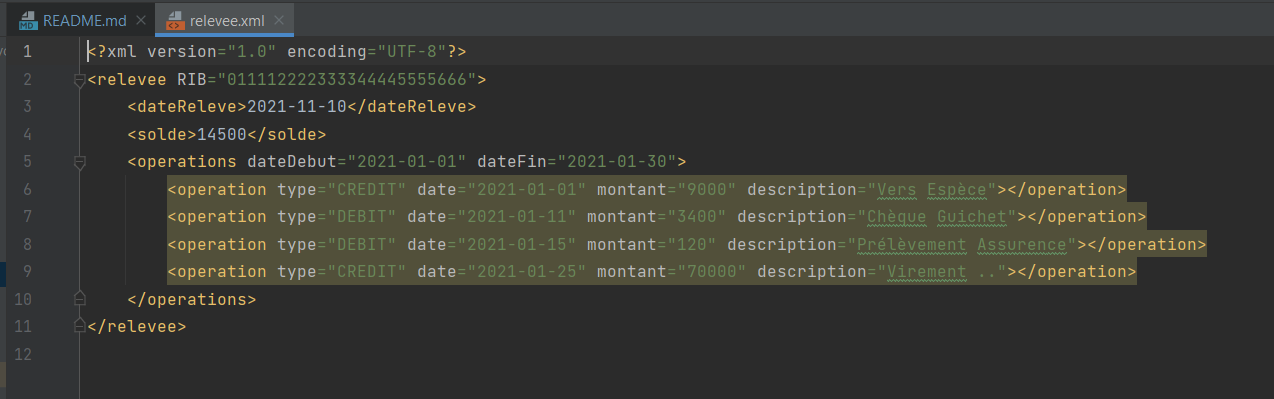 README.md relevee.xml
1 <?xml version="1.0" encoding="UTF-8"?>
2 <relevee RIB="011112222333344445555666">
3 <dateReleve>2021-11-10</dateReleve>
4 <solde>14500</solde>
5 <operations dateDebut="2021-01-01" dateFin="2021-01-30">
6 <operation type="CREDIT" date="2021-01-01" montant="9000" description="Vers Espèce"></operation>
7 <operation type="DEBIT" date="2021-01-11" montant="3400" description="Chèque Guichet"></operation>
8 <operation type="DEBIT" date="2021-01-15" montant="120" description="Prélèvement Assurence"></operation>
9 <operation type="CREDIT" date="2021-01-25" montant="70000" description="Virement .."></operation>
10 </operations>
11 </relevee>
12